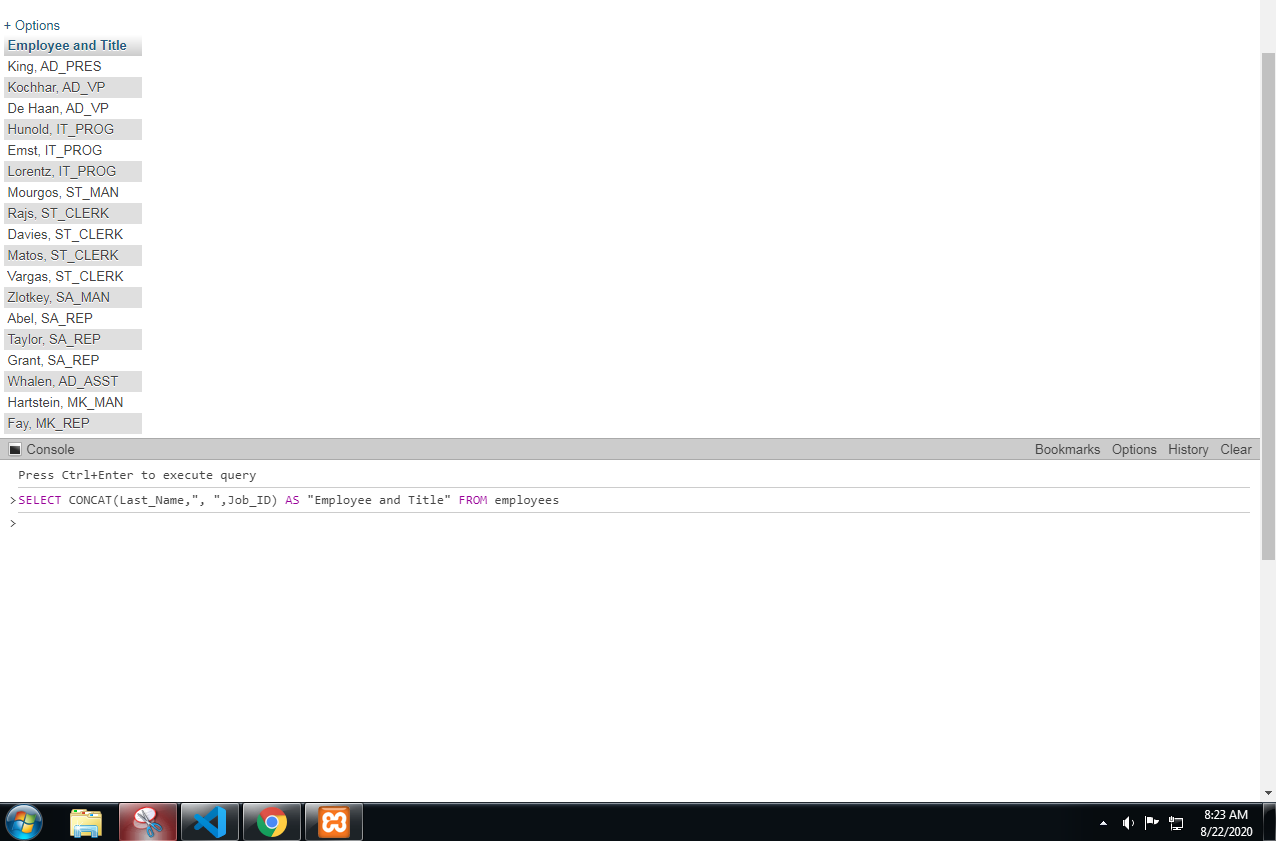 + Options
Employee and Title
King, AD_PRES
Kochhar, AD_VP
De Haan, AD_VP
Hunold, IT_PROG
Ernst, IT_PROG
Lorentz, IT_PROG
Mourgos, ST_MAN
Rajs, ST_CLERK
Davies, ST_CLERK
Matos, ST_CLERK
Vargas, ST_CLERK
Zlotkey, SA_MAN
Abel, SA_REP
Taylor, SA_REP
Grant, SA_REP
Whalen, AD_ASST
Hartstein, MK_MAN
Fay, MK_REP
Console Bookmarks Options History Clear
Press Ctrl+Enter to execute query
>SELECT CONCAT(Last_Name,", ",Job_ID) AS "Employee and Title" FROM employees
>
8:23 AM
8/22/2020